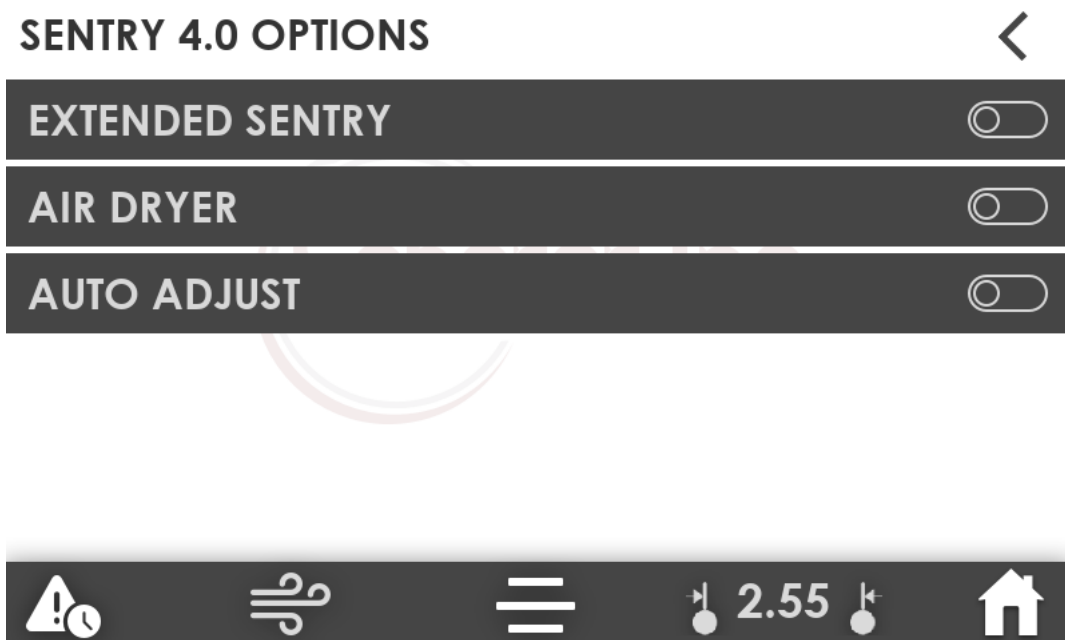 SENTRY 4.0 OPTIONS
EXTENDED SENTRY
AIR DRYER
AUTO ADJUST
2.55